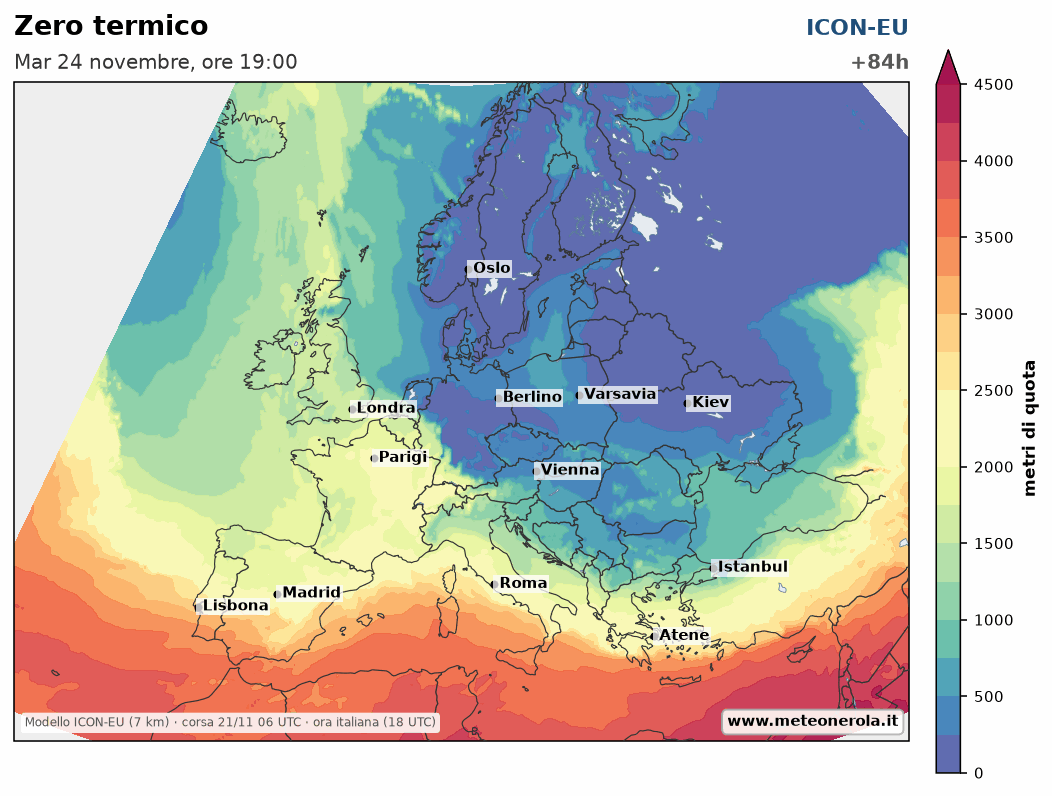 Zero termico
ICON-EU
Mar 24 novembre, ore 19:00
+84h
4500
4000
3500
3000
2500
2000
1500
1000
500
0
metri di quota
Oslo
Berlino
Varsavia
Kiev
Londra
Parigi
Vienna
Istanbul
Roma
Madrid
Lisbona
Atene
Modello ICON-EU (7 km) · corsa 21/11 06 UTC · ora italiana (18 UTC)
www.meteonerola.it